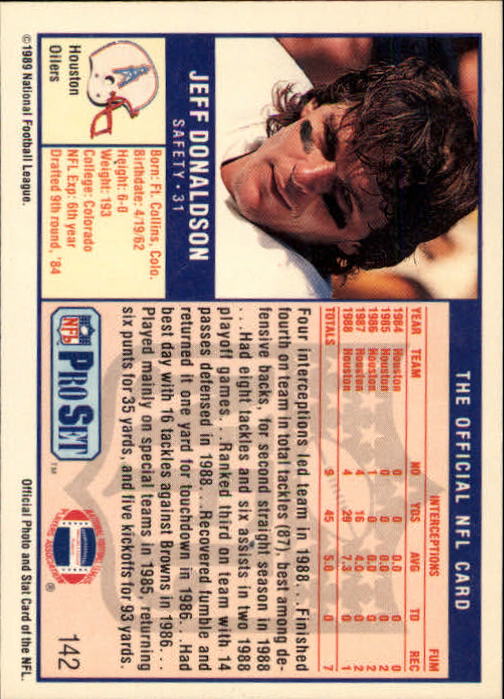 THE OFFICIAL NFL CARD
JEFF DONALDSON
SAFETY • 31
Houston
Oilers
Born: Ft. Collins, Colo.
Birthdate: 4/19/62
Height: 6-0
Weight: 193
College: Colorado
NFL Exp: 6th year
Drafted 9th round, '84
INTERCEPTIONS FUM
YEAR TEAM NO YDS AVG TD REC
1984 Houston 0 0 0.0 0 0
1985 Houston 0 0 0.0 0 2
1986 Houston 1 0 0.0 0 2
1987 Houston 4 16 4.0 0 2
1988 Houston 4 29 7.3 0 1
TOTALS 9 45 5.0 0 7
Four interceptions led team in 1988... Finished
fourth on team in total tackles (87), best among de-
fensive backs, for second straight season in 1988
...Had eight tackles and six assists in two 1988
playoff games... Ranked third on team with 14
passes defensed in 1988... Recovered fumble and
returned it one yard for touchdown in 1986... Had
best day with 16 tackles against Browns in 1986...
Played mainly on special teams in 1985, returning
six punts for 35 yards, and five kickoffs for 93 yards.
NFL PRO SET ™
®
142
©1989 National Football League.
Official Photo and Stat Card of the NFL.